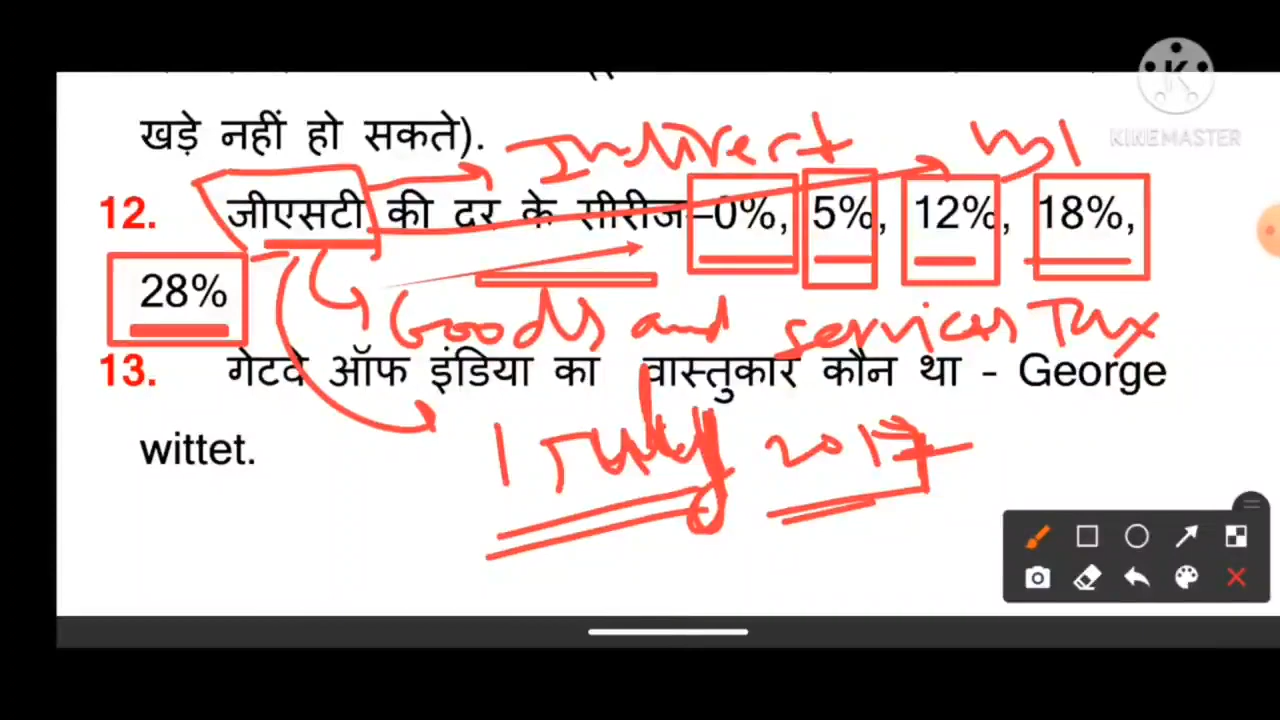 खड़े नहीं हो सकते).
Indirect
KINEMASTER
12. जीएसटी की दर के सीरीज–0%, 5%, 12%, 18%,
28%
Goods and services Tax
13. गेटवे ऑफ इंडिया का वास्तुकार कौन था - George
wittet.
1 July 2017